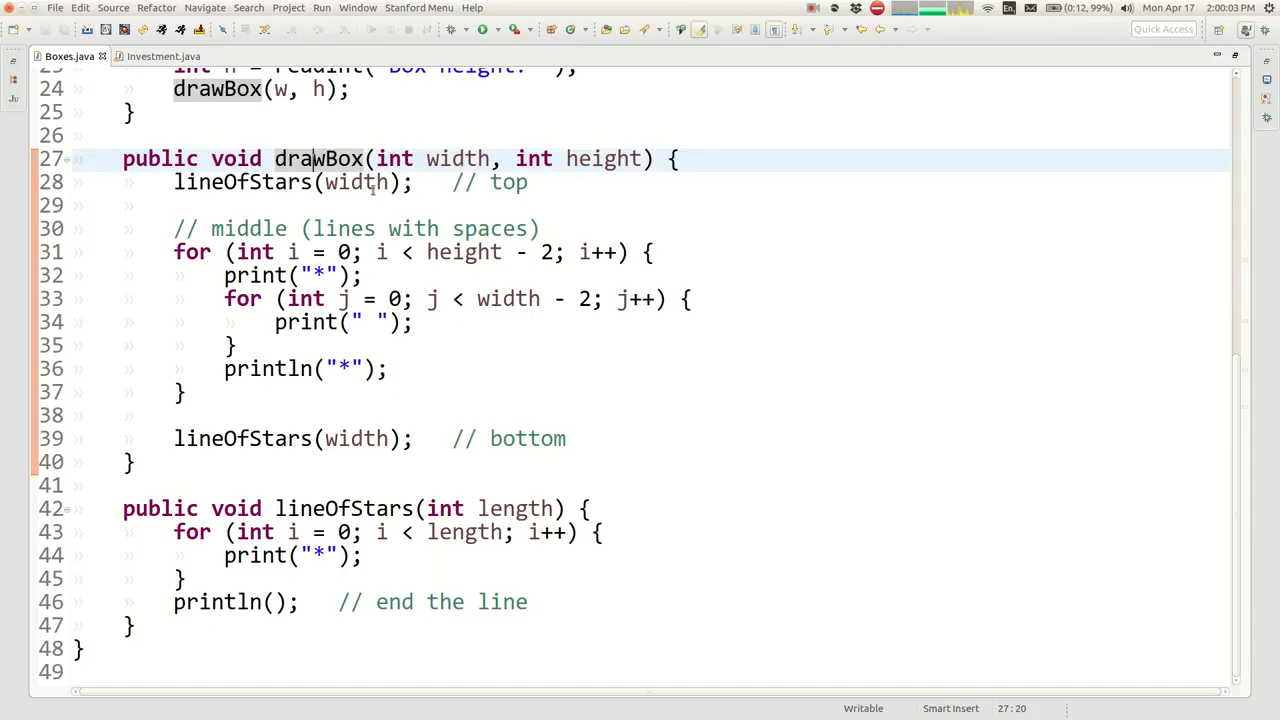 File Edit Source Refactor Navigate Search Project Run Window Stanford Menu Help
En (0:12, 99%) Mon Apr 17 2:00:03 PM
Quick Access
Boxes.java Investment.java
24 drawBox(w, h);
25 }
26
27 public void drawBox(int width, int height) {
28 lineOfStars(width); // top
29
30 // middle (lines with spaces)
31 for (int i = 0; i < height - 2; i++) {
32 print("*");
33 for (int j = 0; j < width - 2; j++) {
34 print(" ");
35 }
36 println("*");
37 }
38
39 lineOfStars(width); // bottom
40 }
41
42 public void lineOfStars(int length) {
43 for (int i = 0; i < length; i++) {
44 print("*");
45 }
46 println(); // end the line
47 }
48 }
49
Writable Smart Insert 27 : 20